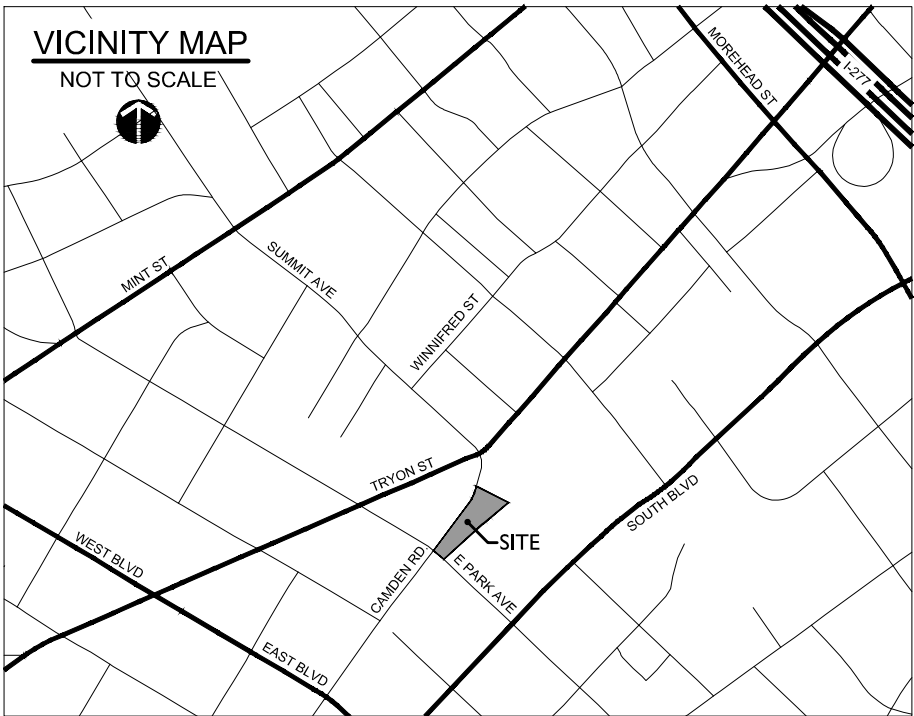 VICINITY MAP
NOT TO SCALE
MOREHEAD ST
I-277
MINT ST
SUMMIT AVE
WINNIFRED ST
TRYON ST
SOUTH BLVD
SITE
WEST BLVD
CAMDEN RD
E PARK AVE
EAST BLVD